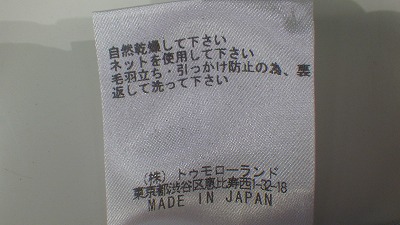 自然乾燥して下さい
ネットを使用して下さい
毛羽立ち・引っかけ防止の為、裏
返して洗って下さい
(株) トゥモローランド
東京都渋谷区恵比寿西1-32-18
MADE IN JAPAN